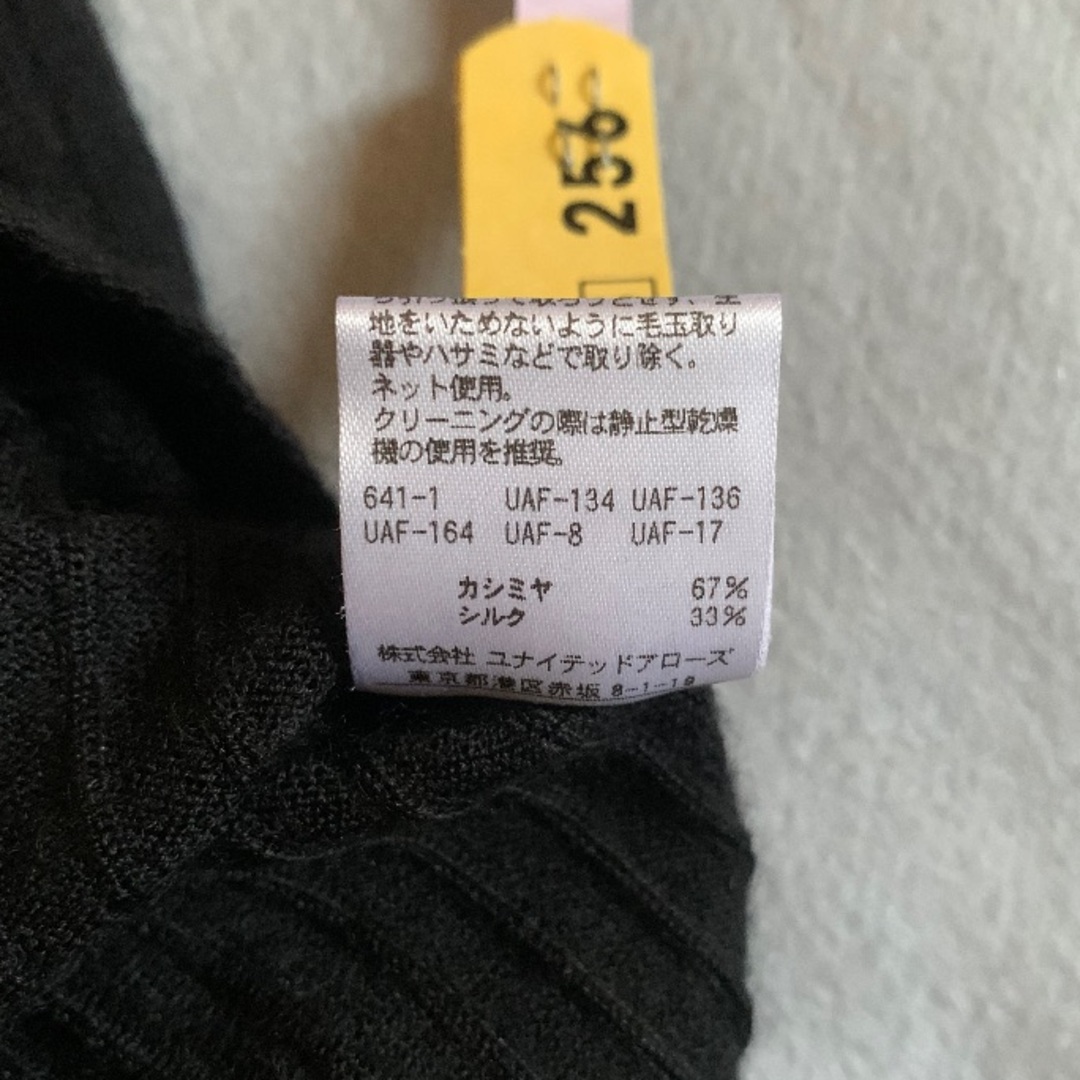 256
地をいためないように毛玉取り
器やハサミなどで取り除く。
ネット使用。
クリーニングの際は静止型乾燥
機の使用を推奨。
641-1 UAF-134 UAF-136
UAF-164 UAF-8 UAF-17
カシミヤ 67%
シルク 33%
株式会社 ユナイテッドアローズ
東京都港区赤坂 8-1-19